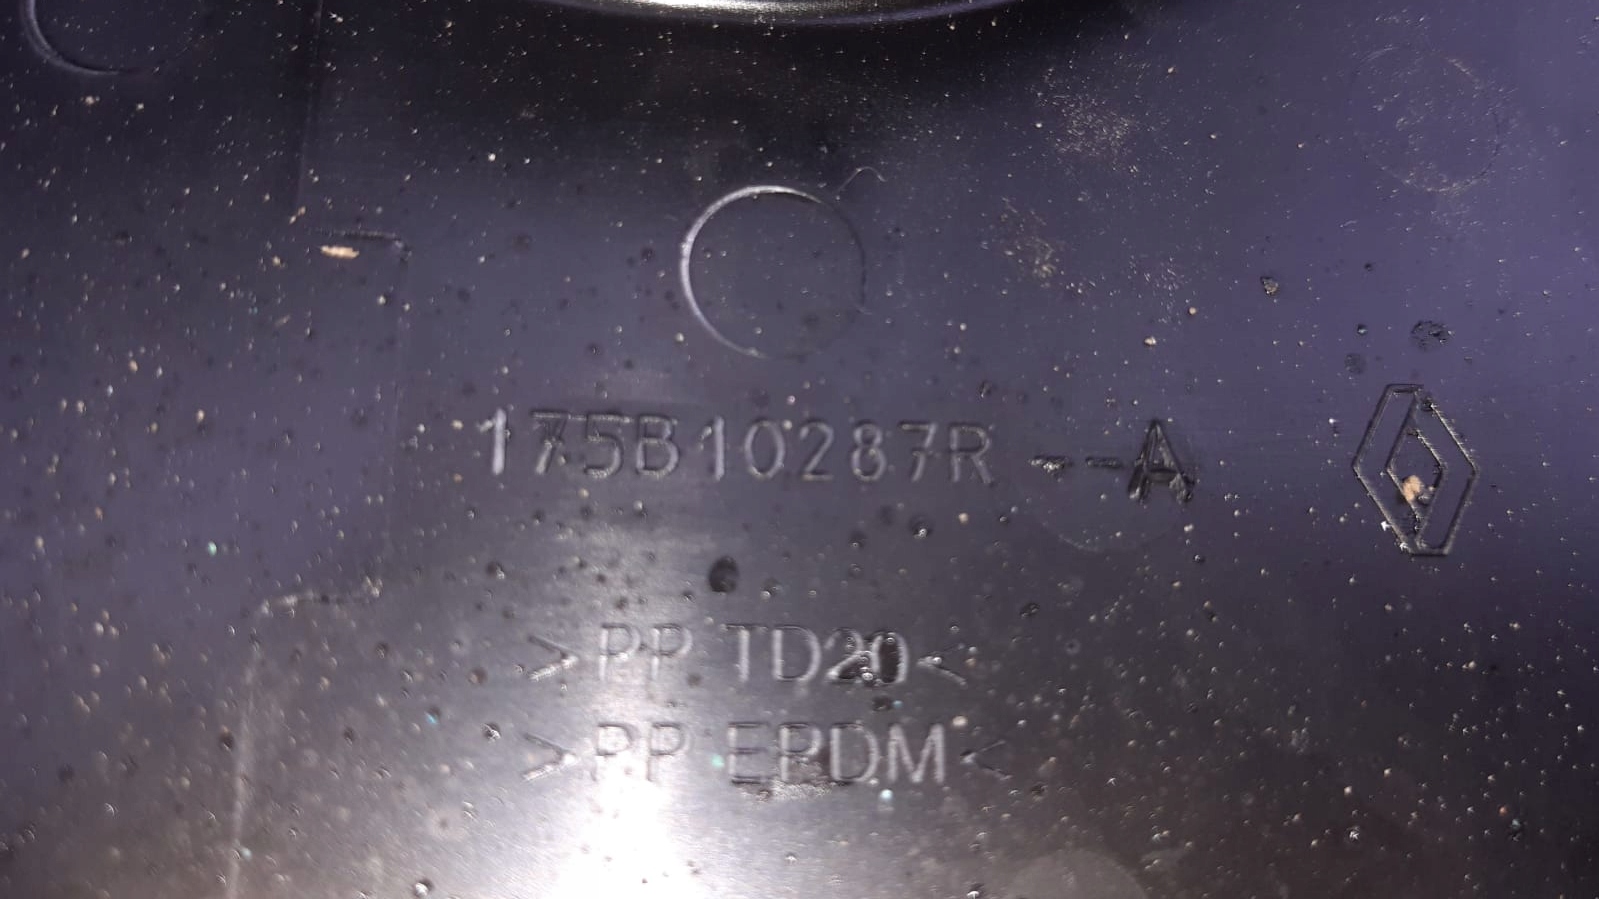 175B10287R --A
>PP TD20<
>PP EPDM<